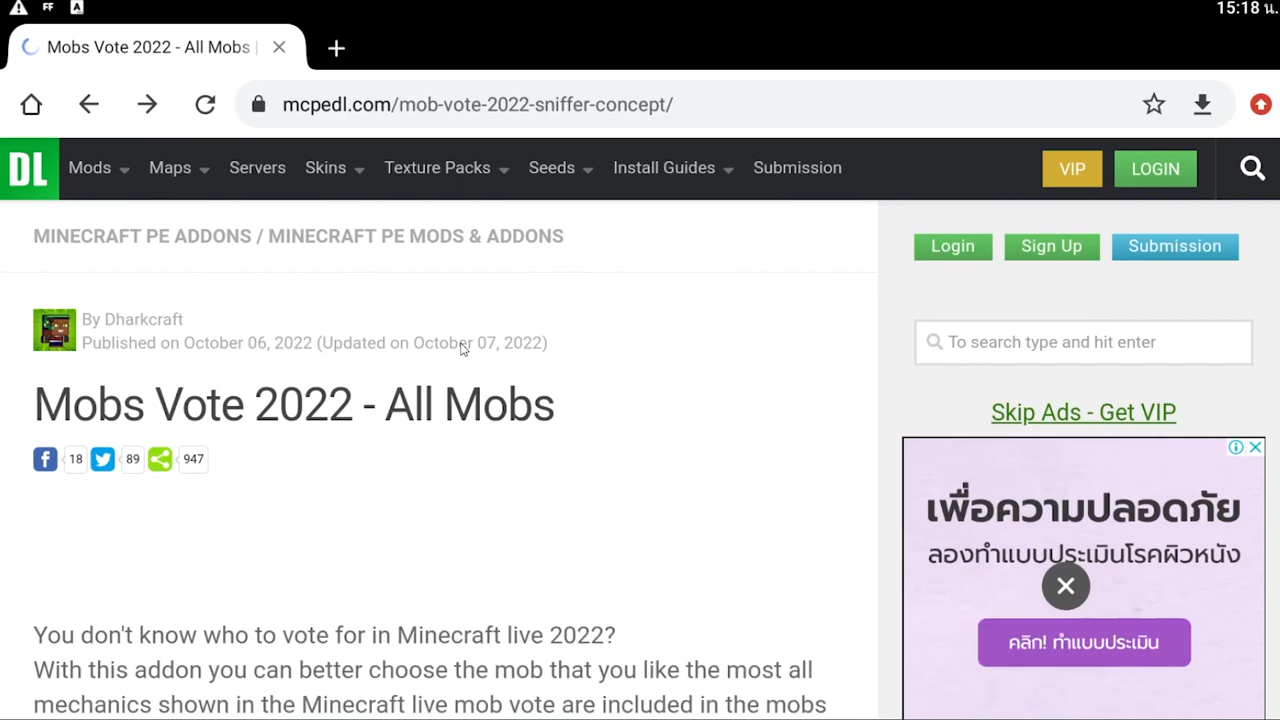 FF A 15:18 น.
Mobs Vote 2022 - All Mobs
mcpedl.com/mob-vote-2022-sniffer-concept/
DL Mods Maps Servers Skins Texture Packs Seeds Install Guides Submission VIP LOGIN
MINECRAFT PE ADDONS / MINECRAFT PE MODS & ADDONS
Login Sign Up Submission
By Dharkcraft
Published on October 06, 2022 (Updated on October 07, 2022)
To search type and hit enter
Mobs Vote 2022 - All Mobs
Skip Ads - Get VIP
18 89 947
เพื่อความปลอดภัย
ลองทำแบบประเมินโรคผิวหนัง
คลิก! ทำแบบประเมิน
You don't know who to vote for in Minecraft live 2022?
With this addon you can better choose the mob that you like the most all
mechanics shown in the Minecraft live mob vote are included in the mobs